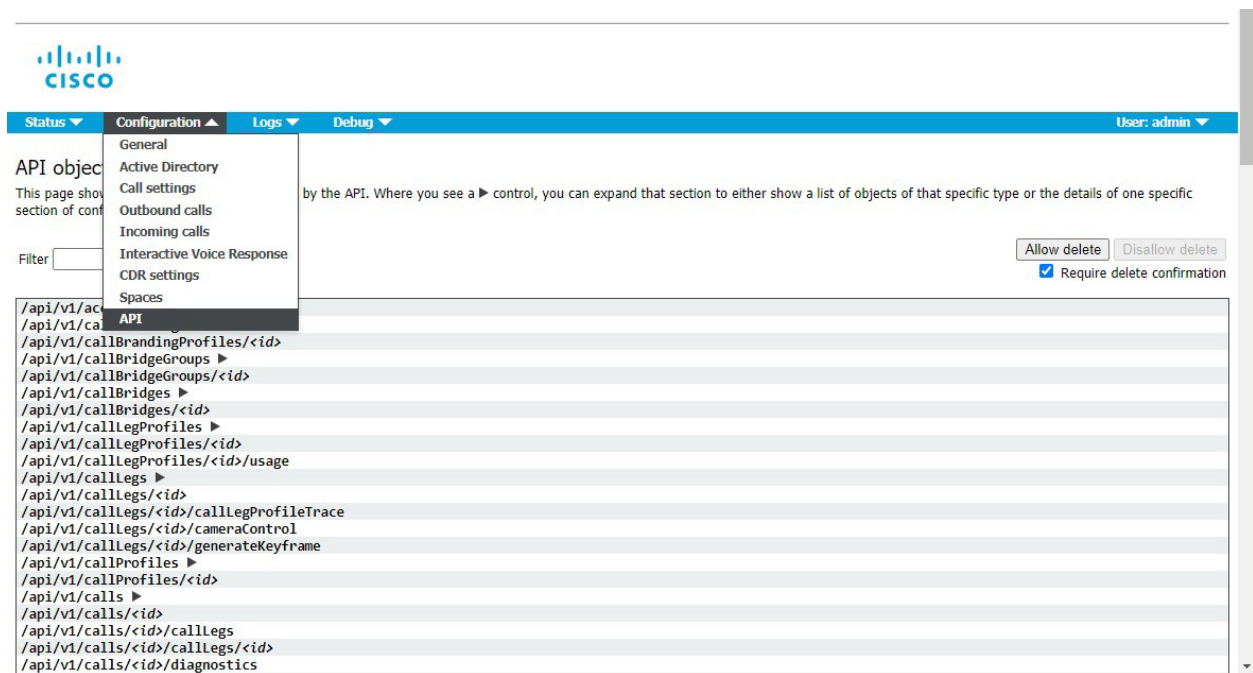 CISCO
Status Configuration Logs Debug User: admin
General
API objec Active Directory
This page show Call settings by the API. Where you see a ▶ control, you can expand that section to either show a list of objects of that specific type or the details of one specific
section of conf Outbound calls
Incoming calls
Filter Interactive Voice Response Allow delete Disallow delete
CDR settings Require delete confirmation
Spaces
/api/v1/ac
API
/api/v1/ca
/api/v1/callBrandingProfiles/<id>
/api/v1/callBridgeGroups ▶
/api/v1/callBridgeGroups/<id>
/api/v1/callBridges ▶
/api/v1/callBridges/<id>
/api/v1/callLegProfiles ▶
/api/v1/callLegProfiles/<id>
/api/v1/callLegProfiles/<id>/usage
/api/v1/callLegs ▶
/api/v1/callLegs/<id>
/api/v1/callLegs/<id>/callLegProfileTrace
/api/v1/callLegs/<id>/cameraControl
/api/v1/callLegs/<id>/generateKeyframe
/api/v1/callProfiles ▶
/api/v1/callProfiles/<id>
/api/v1/calls ▶
/api/v1/calls/<id>
/api/v1/calls/<id>/callLegs
/api/v1/calls/<id>/callLegs/<id>
/api/v1/calls/<id>/diagnostics